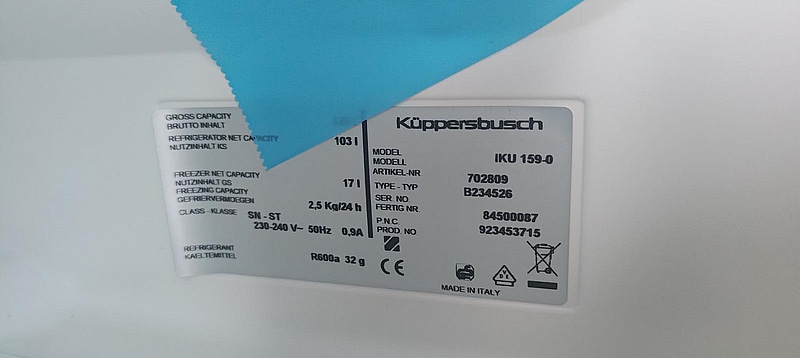 GROSS CAPACITY
BRUTTO INHALT
REFRIGERATOR NET CAPACITY
NUTZINHALT KS 103 l
FREEZER NET CAPACITY
NUTZINHALT GS 17 l
FREEZING CAPACITY
GEFRIERVERMOEGEN 2,5 Kg/24 h
CLASS - KLASSE SN - ST
230-240 V~ 50Hz 0,9A
REFRIGERANT
KAELTEMITTEL R600a 32 g
Küppersbusch
MODEL
MODELL IKU 159-0
ARTIKEL-NR 702809
TYPE - TYP B234526
SER. NO.
FERTIG NR. 84500087
P.N.C.
PROD. NO 923453715
CE
VDE
MADE IN ITALY